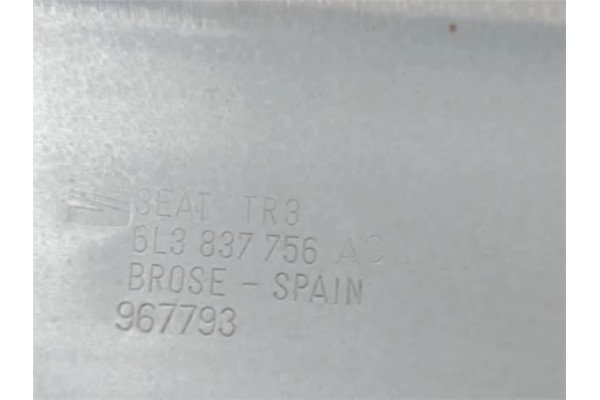 SEAT TR3
6L3 837 756 AC
BROSE - SPAIN
967793